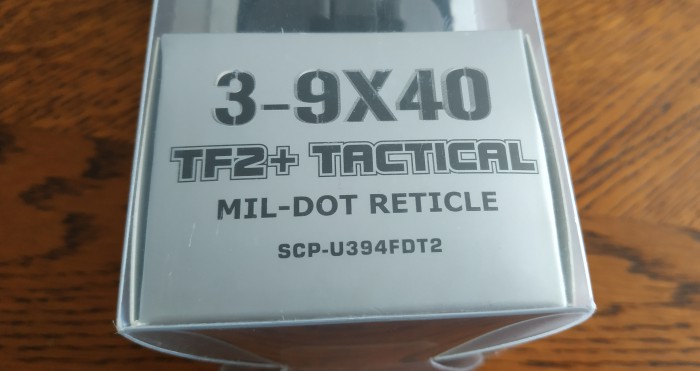 3-9X40
TF2+ TACTICAL
MIL-DOT RETICLE
SCP-U394FDT2